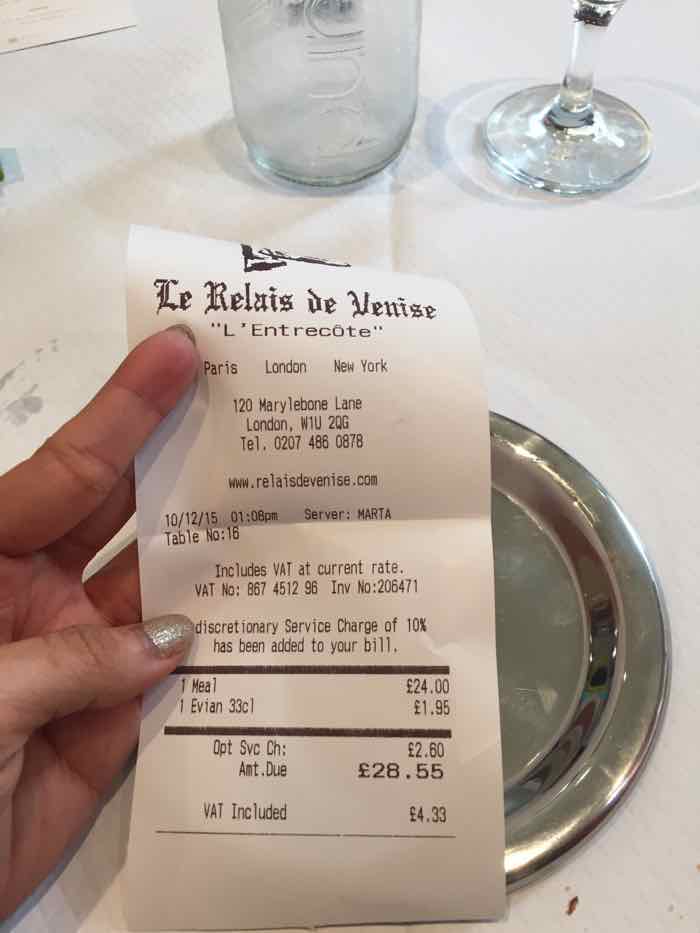 Le Relais de Venise
"L'Entrecôte"
Paris London New York
120 Marylebone Lane
London, W1U 2QG
Tel. 0207 486 0878
www.relaisdevenise.com
10/12/15 01:08pm Server: MARTA
Table No:16
Includes VAT at current rate.
VAT No: 867 4512 96 Inv No:206471
discretionary Service Charge of 10%
has been added to your bill.
1 Meal £24.00
1 Evian 33cl £1.95
Opt Svc Ch: £2.60
Amt.Due £28.55
VAT Included £4.33